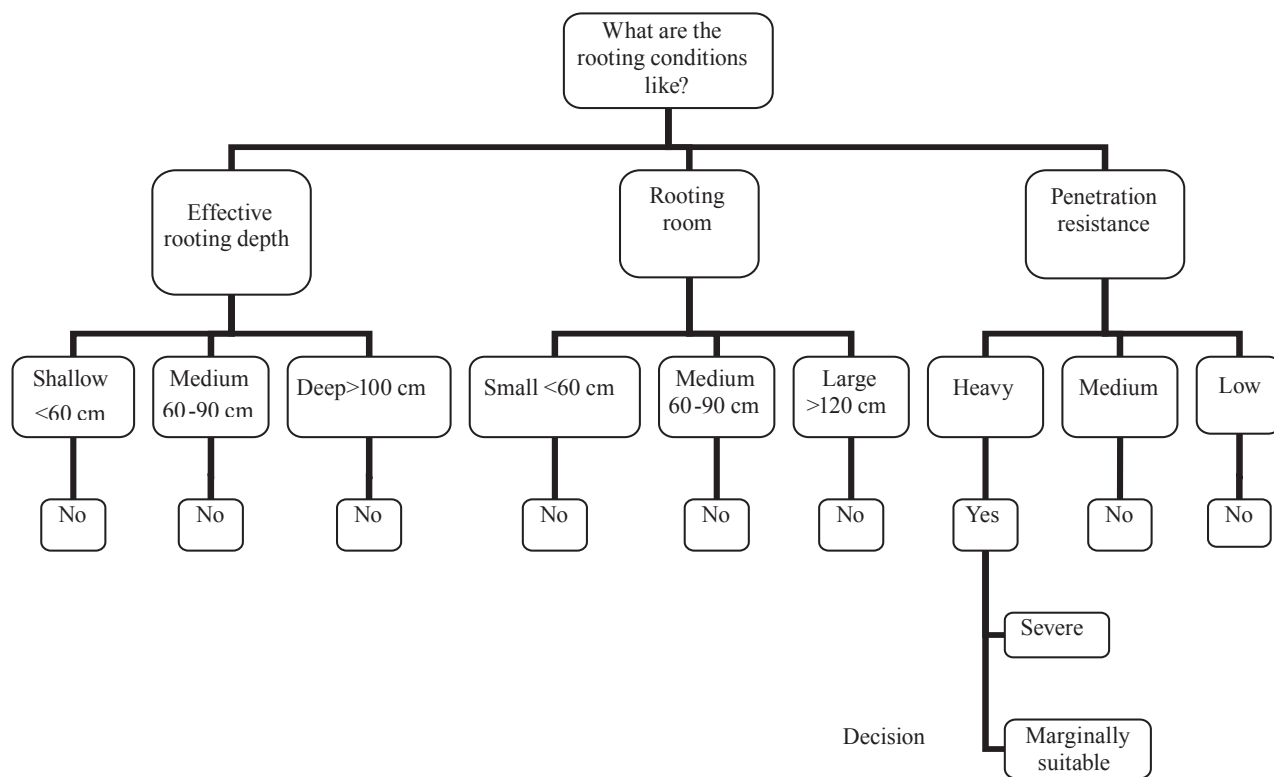 What are the
rooting conditions
like?
Effective
rooting depth
Rooting
room
Penetration
resistance
Shallow
<60 cm
Medium
60-90 cm
Deep>100 cm
Small <60 cm
Medium
60-90 cm
Large
>120 cm
Heavy
Medium
Low
No
No
No
No
No
No
Yes
No
No
Severe
Decision
Marginally
suitable